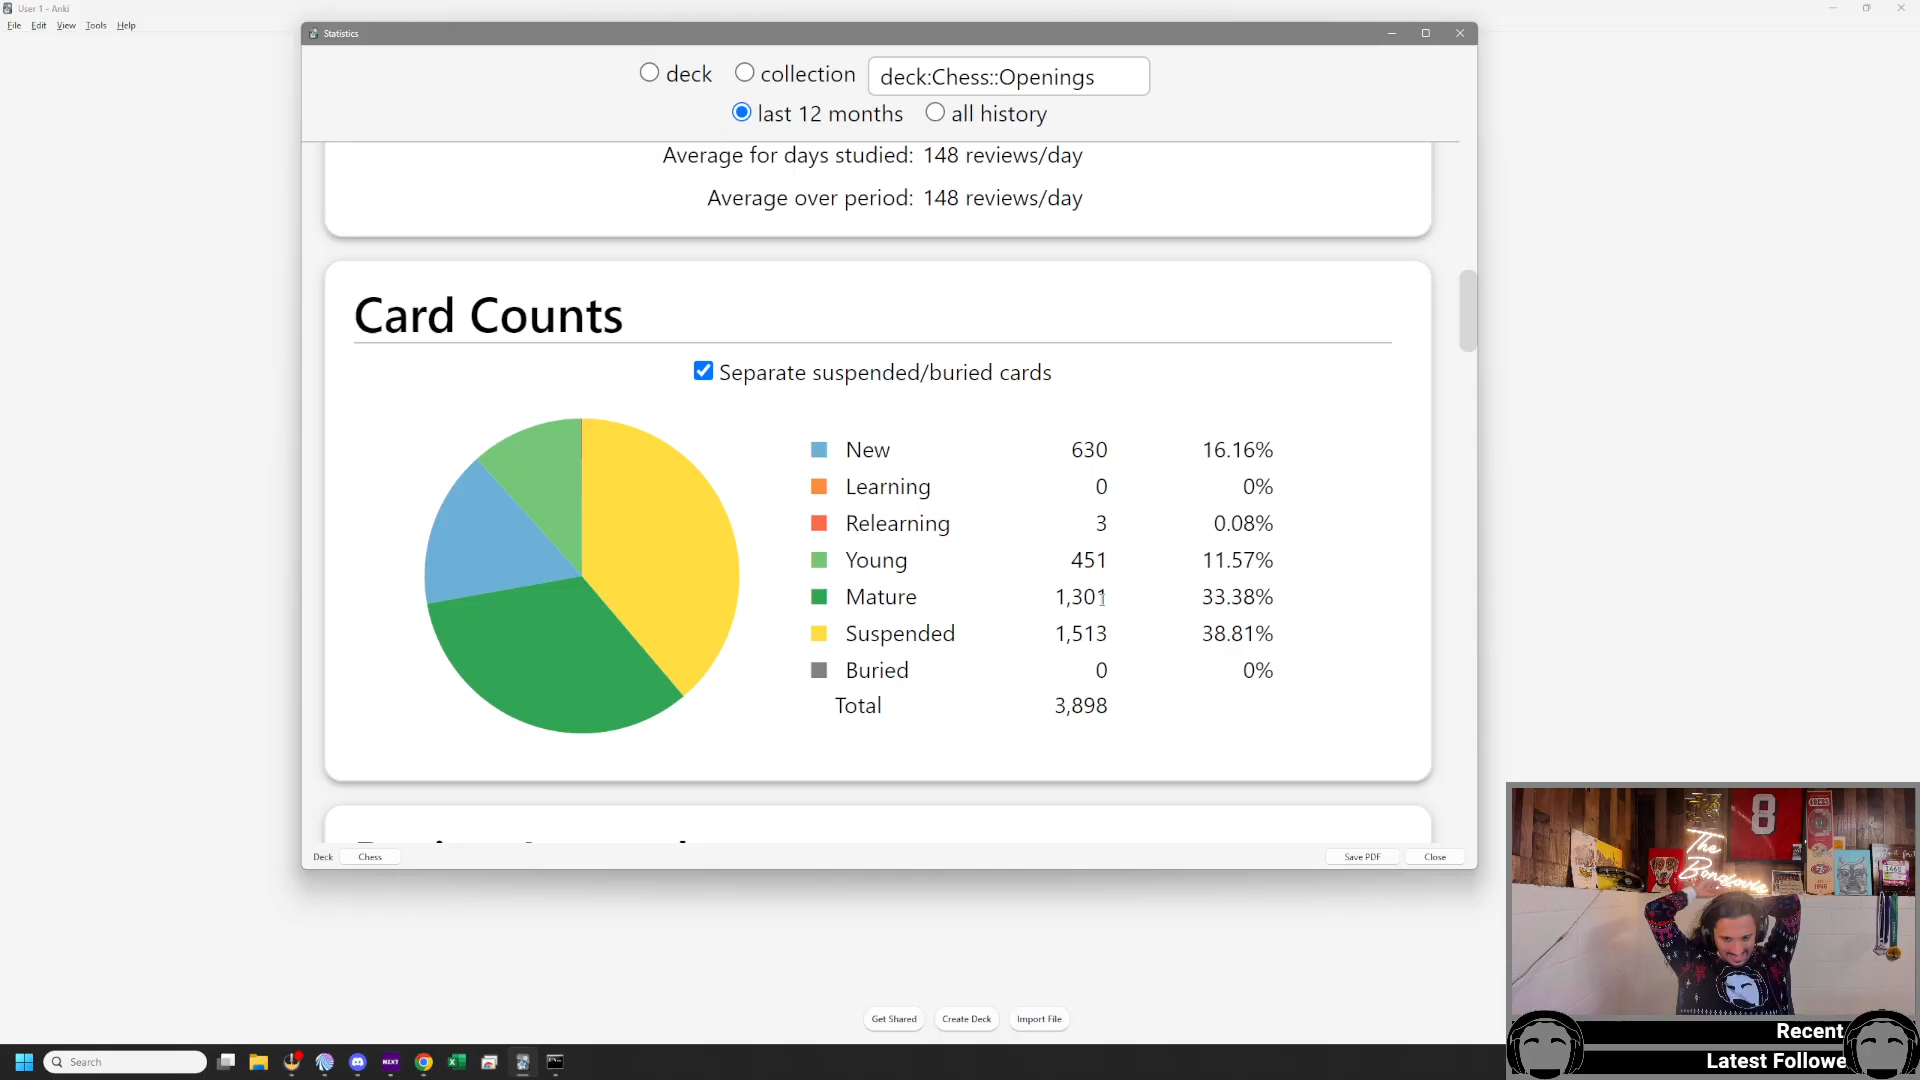 User 1 - Anki
File Edit View Tools Help
Statistics
deck collection deck:Chess::Openings
last 12 months all history
Average for days studied: 148 reviews/day
Average over period: 148 reviews/day
Card Counts
Separate suspended/buried cards
New 630 16.16%
Learning 0 0%
Relearning 3 0.08%
Young 451 11.57%
Mature 1,301 33.38%
Suspended 1,513 38.81%
Buried 0 0%
Total 3,898
Deck Chess Save PDF Close
8
The
Get Shared Create Deck Import File
Recent
Latest Followe
Search
NEXT